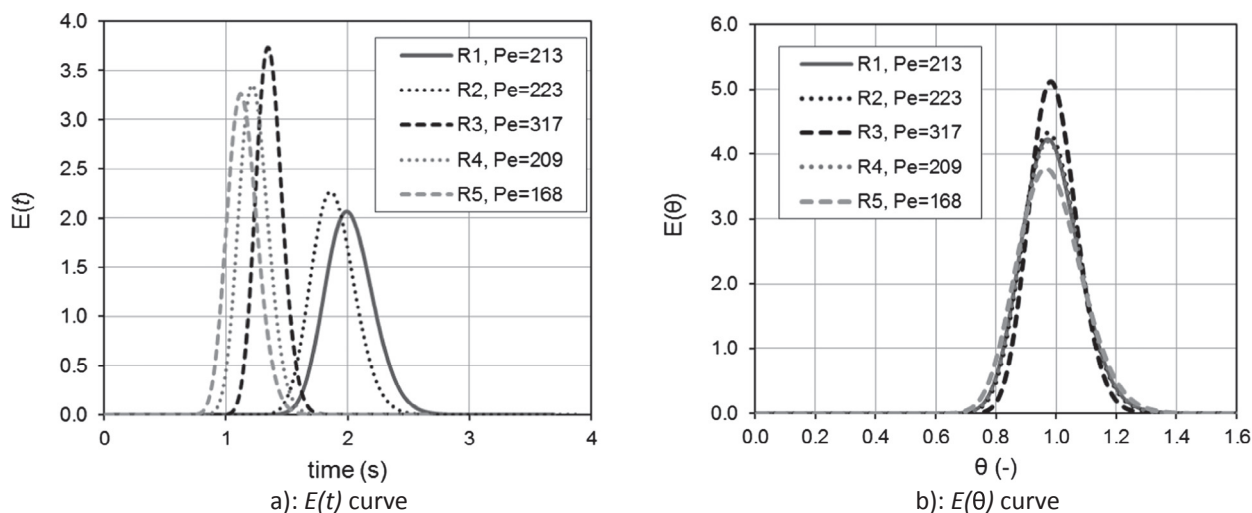 4.0
3.5
3.0
2.5
2.0
1.5
1.0
0.5
0.0
E(t)
R1, Pe=213
R2, Pe=223
R3, Pe=317
R4, Pe=209
R5, Pe=168
0 1 2 3 4
time (s)
a): E(t) curve
6.0
5.0
4.0
3.0
2.0
1.0
0.0
E(θ)
R1, Pe=213
R2, Pe=223
R3, Pe=317
R4, Pe=209
R5, Pe=168
0.0 0.2 0.4 0.6 0.8 1.0 1.2 1.4 1.6
θ (-)
b): E(θ) curve